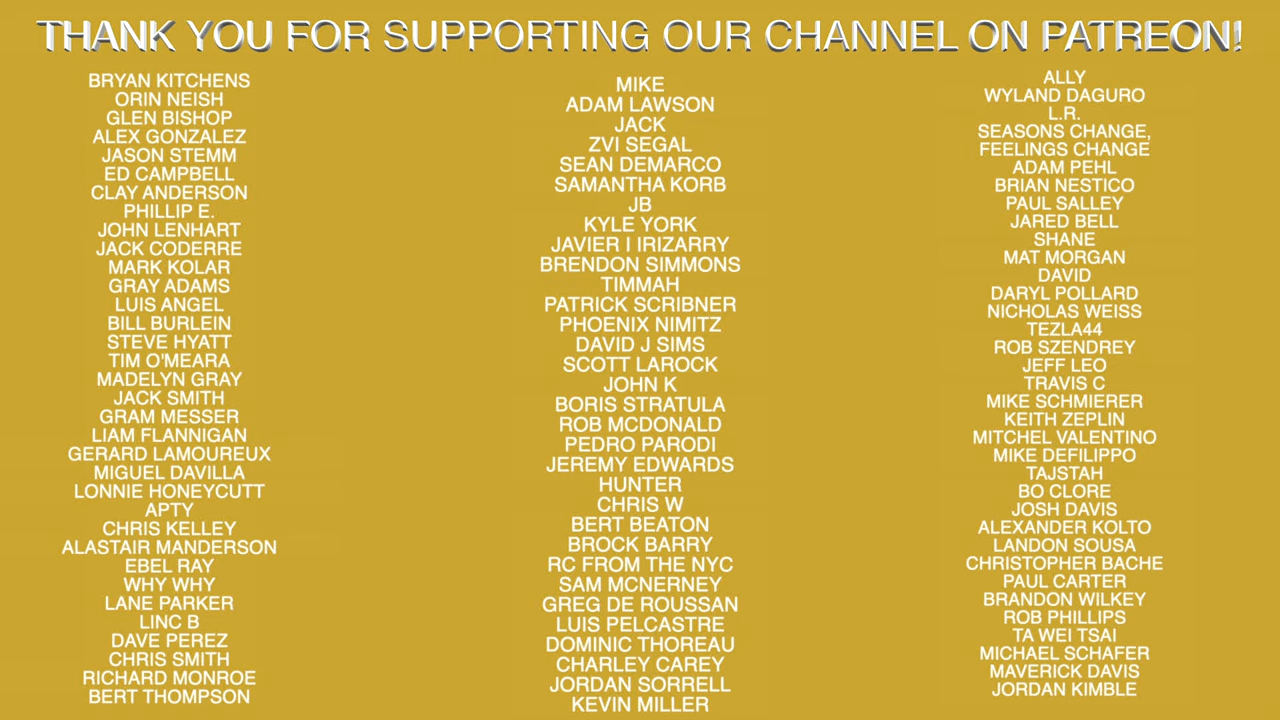 THANK YOU FOR SUPPORTING OUR CHANNEL ON PATREON!
BRYAN KITCHENS
ORIN NEISH
GLEN BISHOP
ALEX GONZALEZ
JASON STEMM
ED CAMPBELL
CLAY ANDERSON
PHILLIP E.
JOHN LENHART
JACK CODERRE
MARK KOLAR
GRAY ADAMS
LUIS ANGEL
BILL BURLEIN
STEVE HYATT
TIM O'MEARA
MADELYN GRAY
JACK SMITH
GRAM MESSER
LIAM FLANNIGAN
GERARD LAMOUREUX
MIGUEL DAVILLA
LONNIE HONEYCUTT
APTY
CHRIS KELLEY
ALASTAIR MANDERSON
EBEL RAY
WHY WHY
LANE PARKER
LINC B
DAVE PEREZ
CHRIS SMITH
RICHARD MONROE
BERT THOMPSON
MIKE
ADAM LAWSON
JACK
ZVI SEGAL
SEAN DEMARCO
SAMANTHA KORB
JB
KYLE YORK
JAVIER I IRIZARRY
BRENDON SIMMONS
TIMMAH
PATRICK SCRIBNER
PHOENIX NIMITZ
DAVID J SIMS
SCOTT LAROCK
JOHN K
BORIS STRATULA
ROB MCDONALD
PEDRO PARODI
JEREMY EDWARDS
HUNTER
CHRIS W
BERT BEATON
BROCK BARRY
RC FROM THE NYC
SAM MCNERNEY
GREG DE ROUSSAN
LUIS PELCASTRE
DOMINIC THOREAU
CHARLEY CAREY
JORDAN SORRELL
KEVIN MILLER
ALLY
WYLAND DAGURO
L.R.
SEASONS CHANGE,
FEELINGS CHANGE
ADAM PEHL
BRIAN NESTICO
PAUL SALLEY
JARED BELL
SHANE
MAT MORGAN
DAVID
DARYL POLLARD
NICHOLAS WEISS
TEZLA44
ROB SZENDREY
JEFF LEO
TRAVIS C
MIKE SCHMIERER
KEITH ZEPLIN
MITCHEL VALENTINO
MIKE DEFILIPPO
TAJSTAH
BO CLORE
JOSH DAVIS
ALEXANDER KOLTO
LANDON SOUSA
CHRISTOPHER BACHE
PAUL CARTER
BRANDON WILKEY
ROB PHILLIPS
TA WEI TSAI
MICHAEL SCHAFER
MAVERICK DAVIS
JORDAN KIMBLE